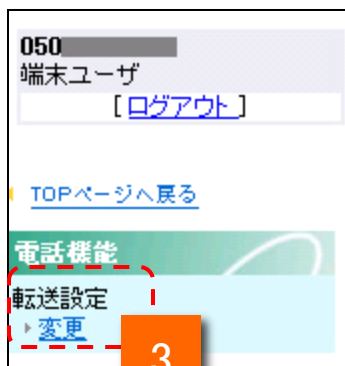 050
端末ユーザ
[ ログアウト ]
TOPページへ戻る
電話機能
転送設定
変更
3